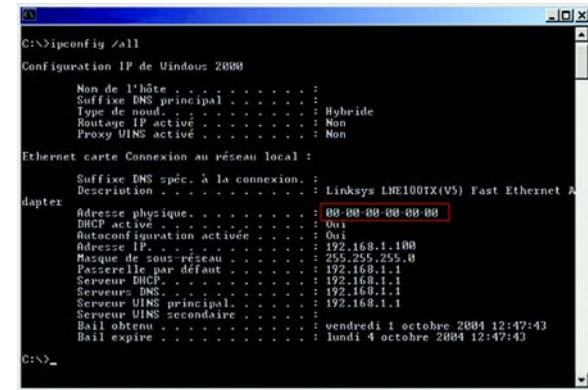 C:\>ipconfig /all
Configuration IP de Windows 2000
Nom de l'hôte . . . . . . . . . . :
Suffixe DNS principal . . . . . . :
Type de noud. . . . . . . . . . . : Hybride
Routage IP activé . . . . . . . . : Non
Proxy WINS activé . . . . . . . . : Non
Ethernet carte Connexion au réseau local :
Suffixe DNS spéc. à la connexion. :
Description . . . . . . . . . . . : Linksys LNE100TX(V5) Fast Ethernet A
dapter
Adresse physique. . . . . . . . . : 00-00-00-00-00-00
DHCP activé . . . . . . . . . . . : Oui
Autoconfiguration activée . . . . : Oui
Adresse IP. . . . . . . . . . . . : 192.168.1.100
Masque de sous-réseau . . . . . . : 255.255.255.0
Passerelle par défaut . . . . . . : 192.168.1.1
Serveur DHCP. . . . . . . . . . . : 192.168.1.1
Serveurs DNS. . . . . . . . . . . : 192.168.1.1
Serveur WINS principal. . . . . . : 192.168.1.1
Serveur WINS secondaire . . . . . :
Bail obtenu . . . . . . . . . . . : vendredi 1 octobre 2004 12:47:43
Bail expire . . . . . . . . . . . : lundi 4 octobre 2004 12:47:43
C:\>_